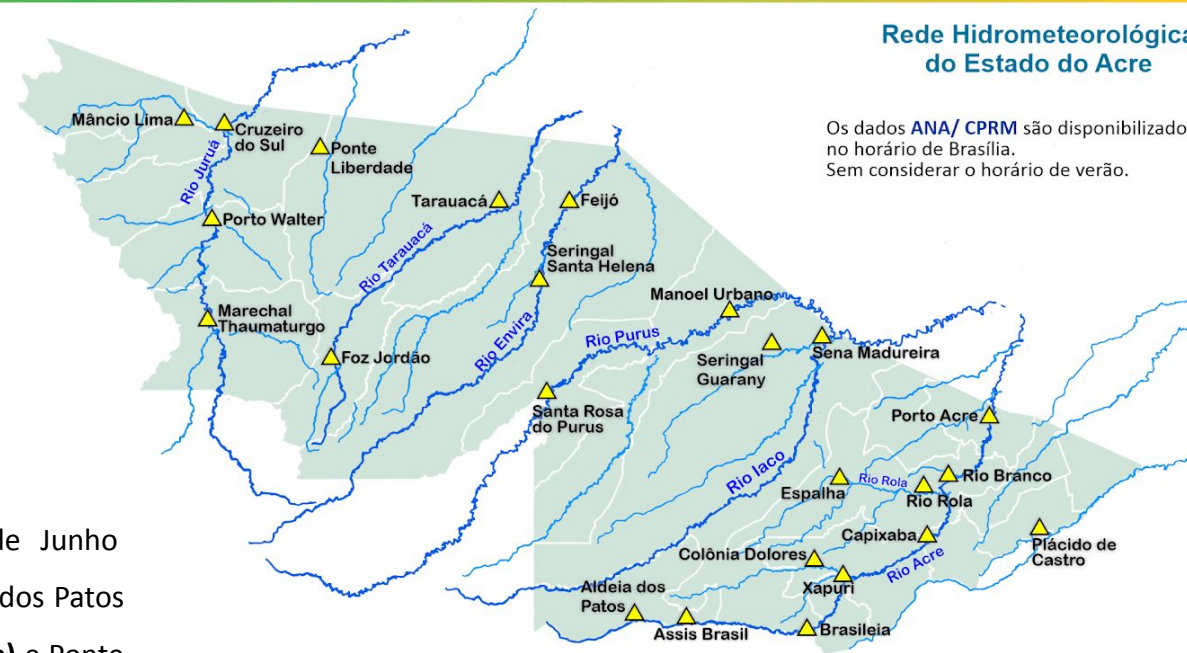 Rede Hidrometeorológica
do Estado do Acre
Os dados ANA/ CPRM são disponibilizado
no horário de Brasília.
Sem considerar o horário de verão.
Mâncio Lima
Cruzeiro
do Sul
Ponte
Liberdade
Rio Juruá
Porto Walter
Tarauacá
Feijó
Rio Tarauacá
Seringal
Santa Helena
Marechal
Thaumaturgo
Foz Jordão
Rio Envira
Manoel Urbano
Rio Purus
Seringal
Guarany
Sena Madureira
Santa Rosa
do Purus
Porto Acre
Rio Iaco
Espalha
Rio Rola
Rio Rola
Rio Branco
Capixaba
Plácido de
Castro
Colônia Dolores
Xapuri
Rio Acre
Aldeia dos
Patos
Assis Brasil
Brasileia
de Junho
dos Patos
e Ponte